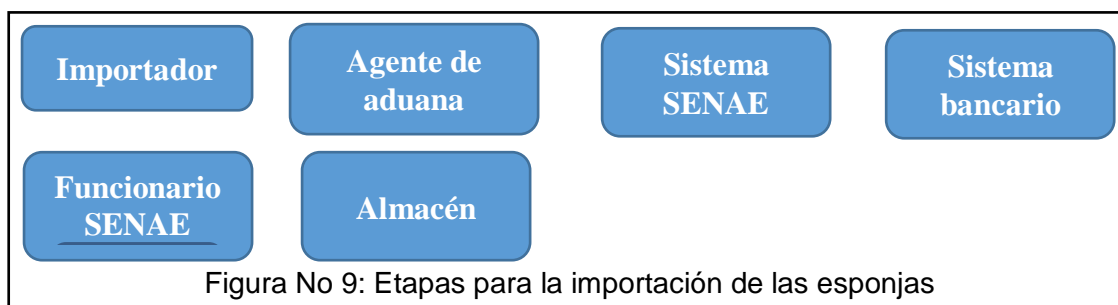 Importador
Agente de
aduana
Sistema
SENAE
Sistema
bancario
Funcionario
SENAE
Almacén
Figura No 9: Etapas para la importación de las esponjas